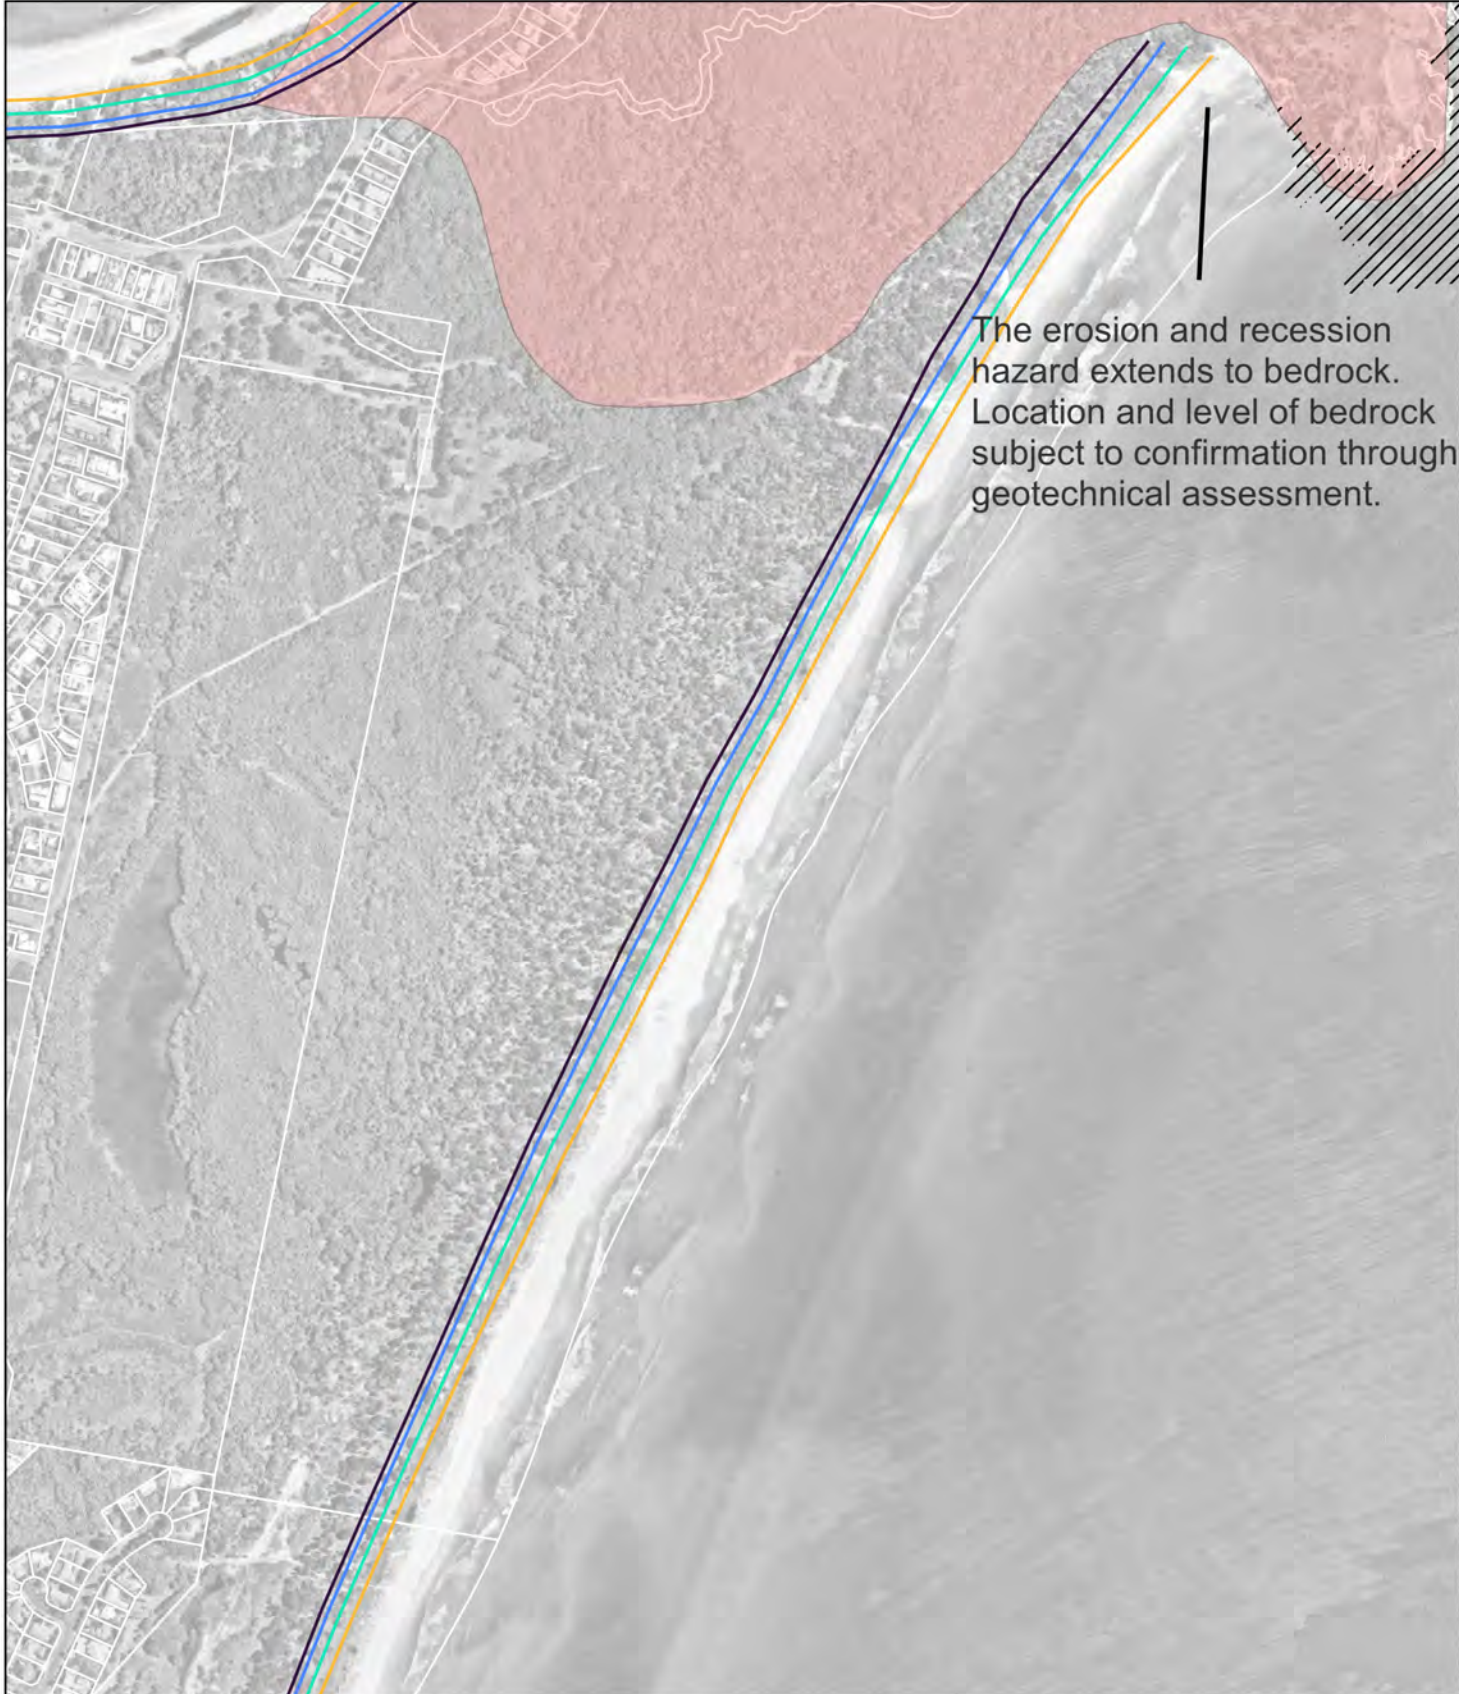 The erosion and recession
hazard extends to bedrock.
Location and level of bedrock
subject to confirmation through
geotechnical assessment.